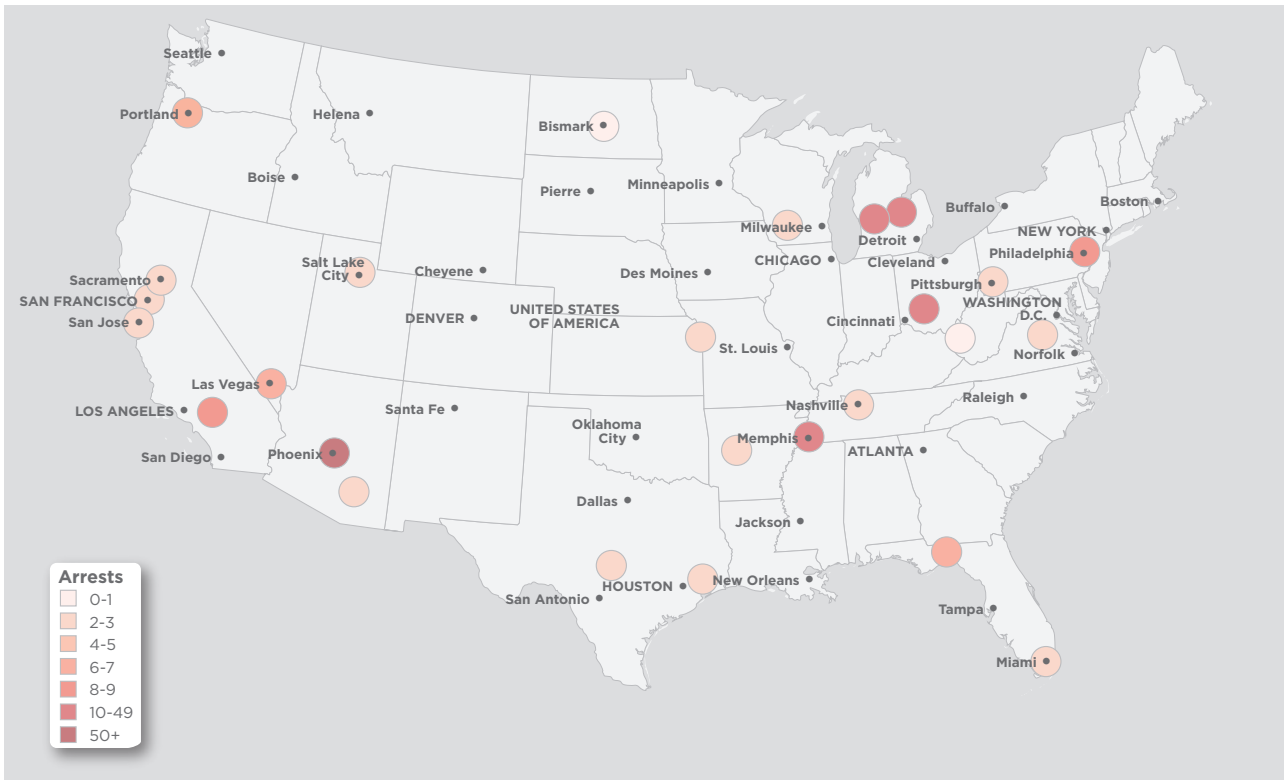 Seattle
Portland
Helena
Bismark
Boise
Pierre
Minneapolis
Milwaukee
Buffalo
Boston
NEW YORK
Detroit
Philadelphia
CHICAGO
Cleveland
Salt Lake
City
Cheyene
Des Moines
Sacramento
SAN FRANCISCO
San Jose
Pittsburgh
WASHINGTON
D.C.
DENVER
UNITED STATES
OF AMERICA
Cincinnati
St. Louis
Norfolk
Las Vegas
LOS ANGELES
Santa Fe
Nashville
Raleigh
Oklahoma
City
Memphis
San Diego
Phoenix
ATLANTA
Dallas
Jackson
HOUSTON
New Orleans
San Antonio
Tampa
Miami
Arrests
0-1
2-3
4-5
6-7
8-9
10-49
50+